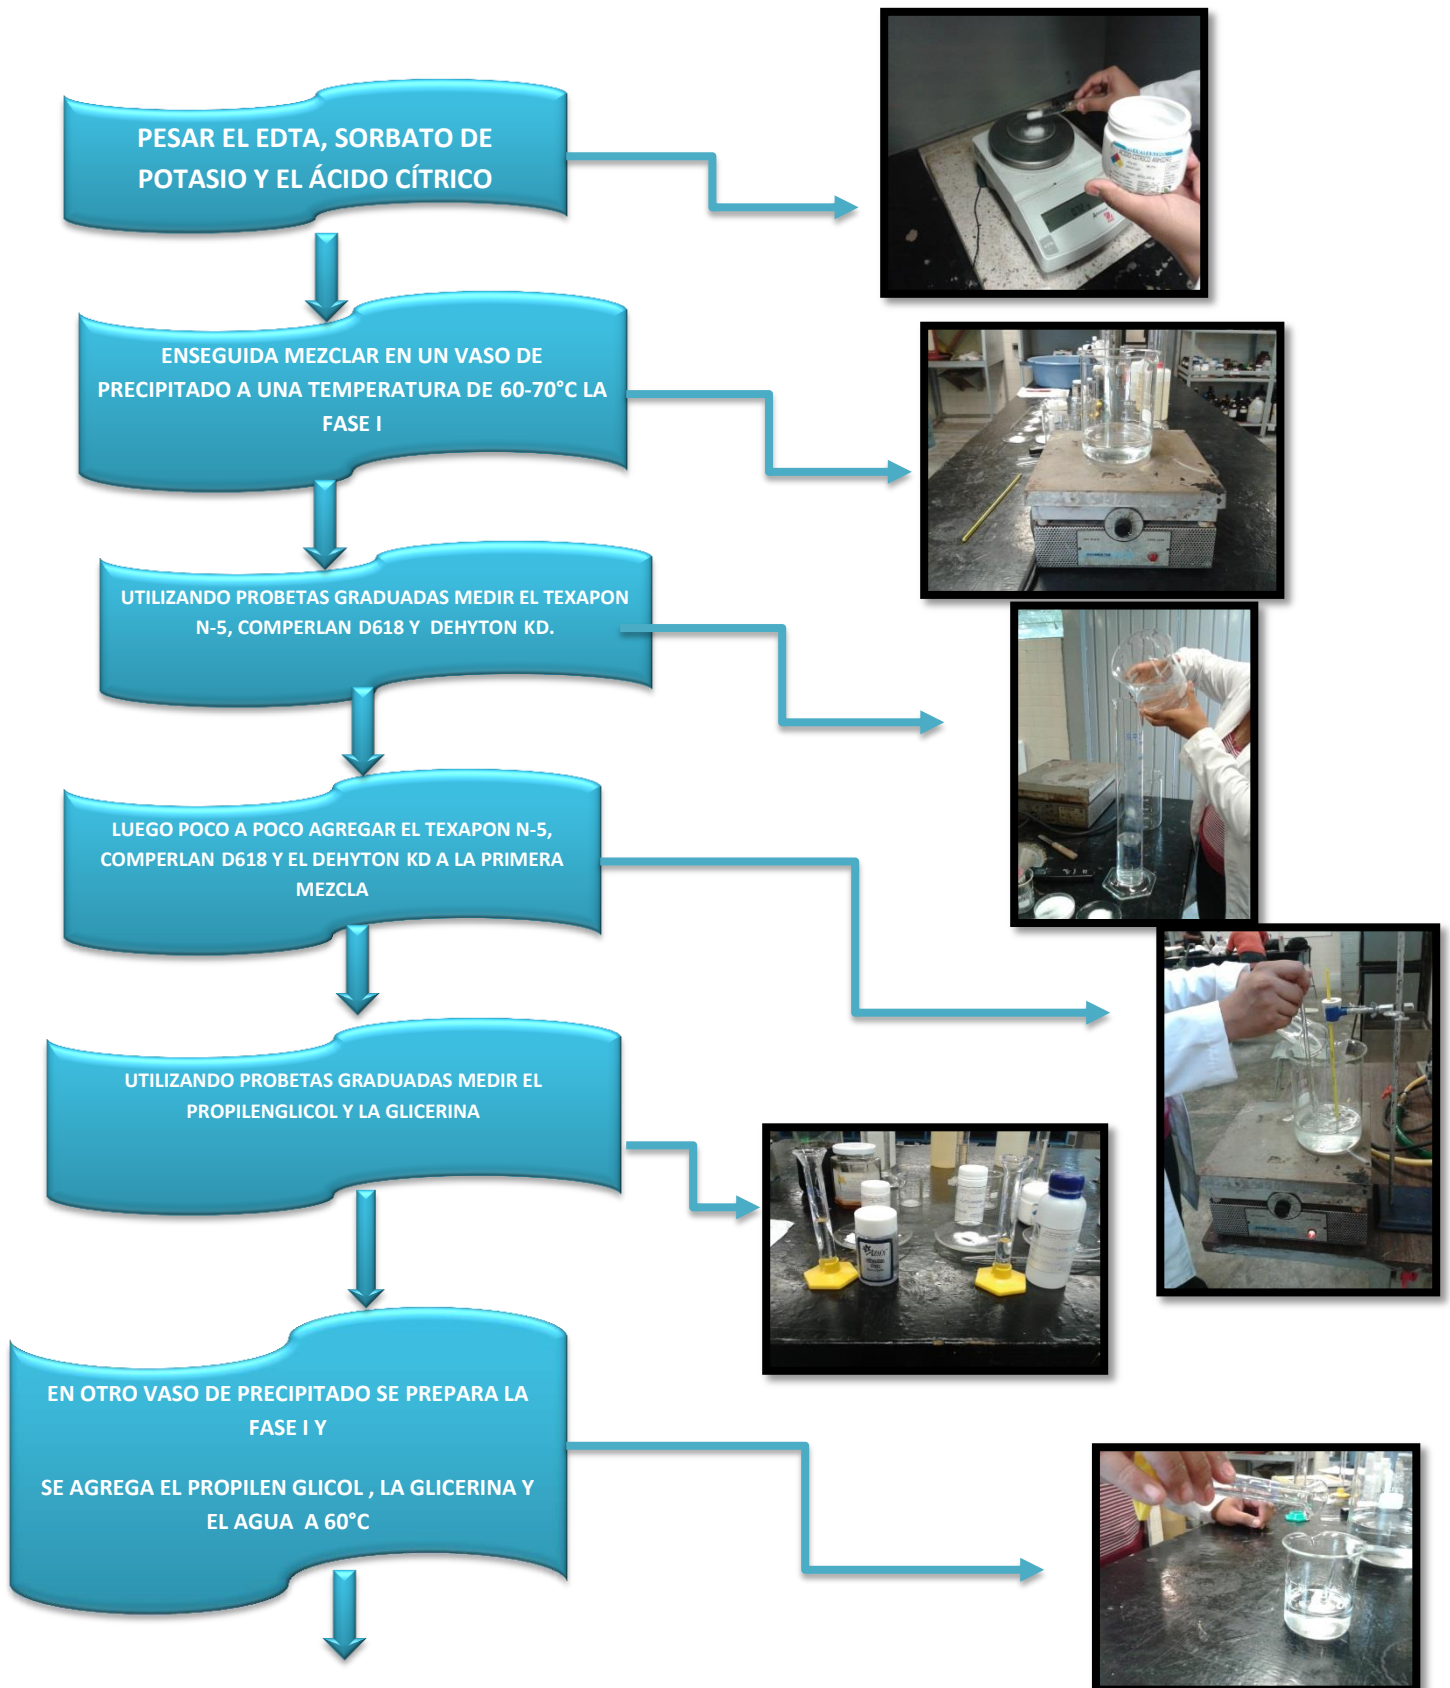 PESAR EL EDTA, SORBATO DE
POTASIO Y EL ÁCIDO CÍTRICO
ENSEGUIDA MEZCLAR EN UN VASO DE
PRECIPITADO A UNA TEMPERATURA DE 60-70°C LA
FASE I
UTILIZANDO PROBETAS GRADUADAS MEDIR EL TEXAPON
N-5, COMPERLAN D618 Y DEHYTON KD.
LUEGO POCO A POCO AGREGAR EL TEXAPON N-5,
COMPERLAN D618 Y EL DEHYTON KD A LA PRIMERA
MEZCLA
UTILIZANDO PROBETAS GRADUADAS MEDIR EL
PROPILENGLICOL Y LA GLICERINA
EN OTRO VASO DE PRECIPITADO SE PREPARA LA
FASE I Y
SE AGREGA EL PROPILEN GLICOL , LA GLICERINA Y
EL AGUA A 60°C